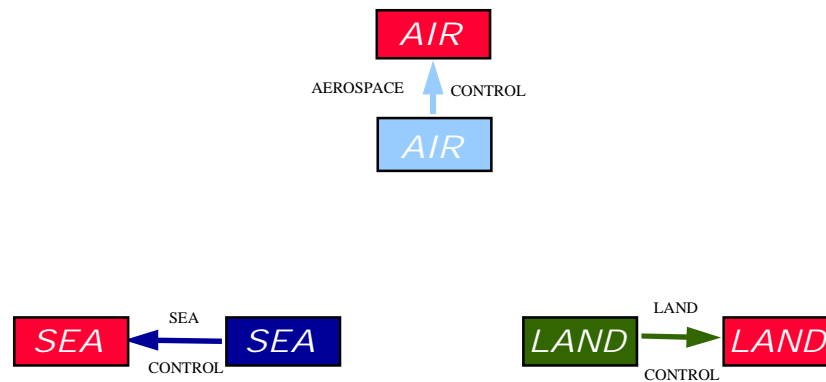 AIR
AEROSPACE CONTROL
AIR
SEA
SEA SEA
CONTROL
LAND
LAND LAND
CONTROL